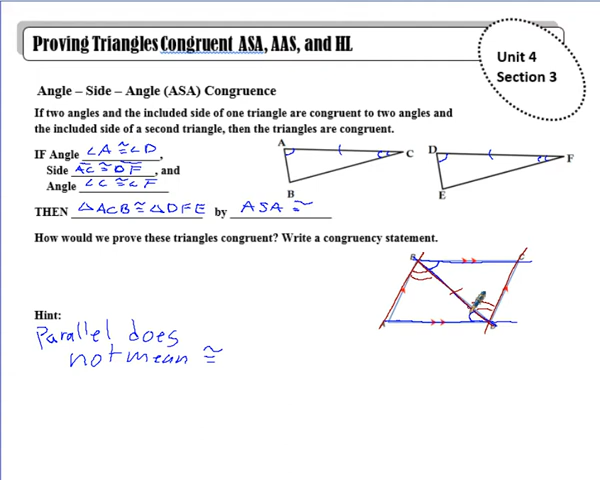 Proving Triangles Congruent ASA, AAS, and HL
Unit 4
Section 3
Angle – Side – Angle (ASA) Congruence
If two angles and the included side of one triangle are congruent to two angles and
the included side of a second triangle, then the triangles are congruent.
IF Angle ∠A ≅ ∠D,
Side AC ≅ DF, and
Angle ∠C ≅ ∠F
THEN △ACB ≅ △DFE by ASA ≅
A
C
B
D
F
E
How would we prove these triangles congruent? Write a congruency statement.
B
C
A
D
Hint:
Parallel does
not mean ≅